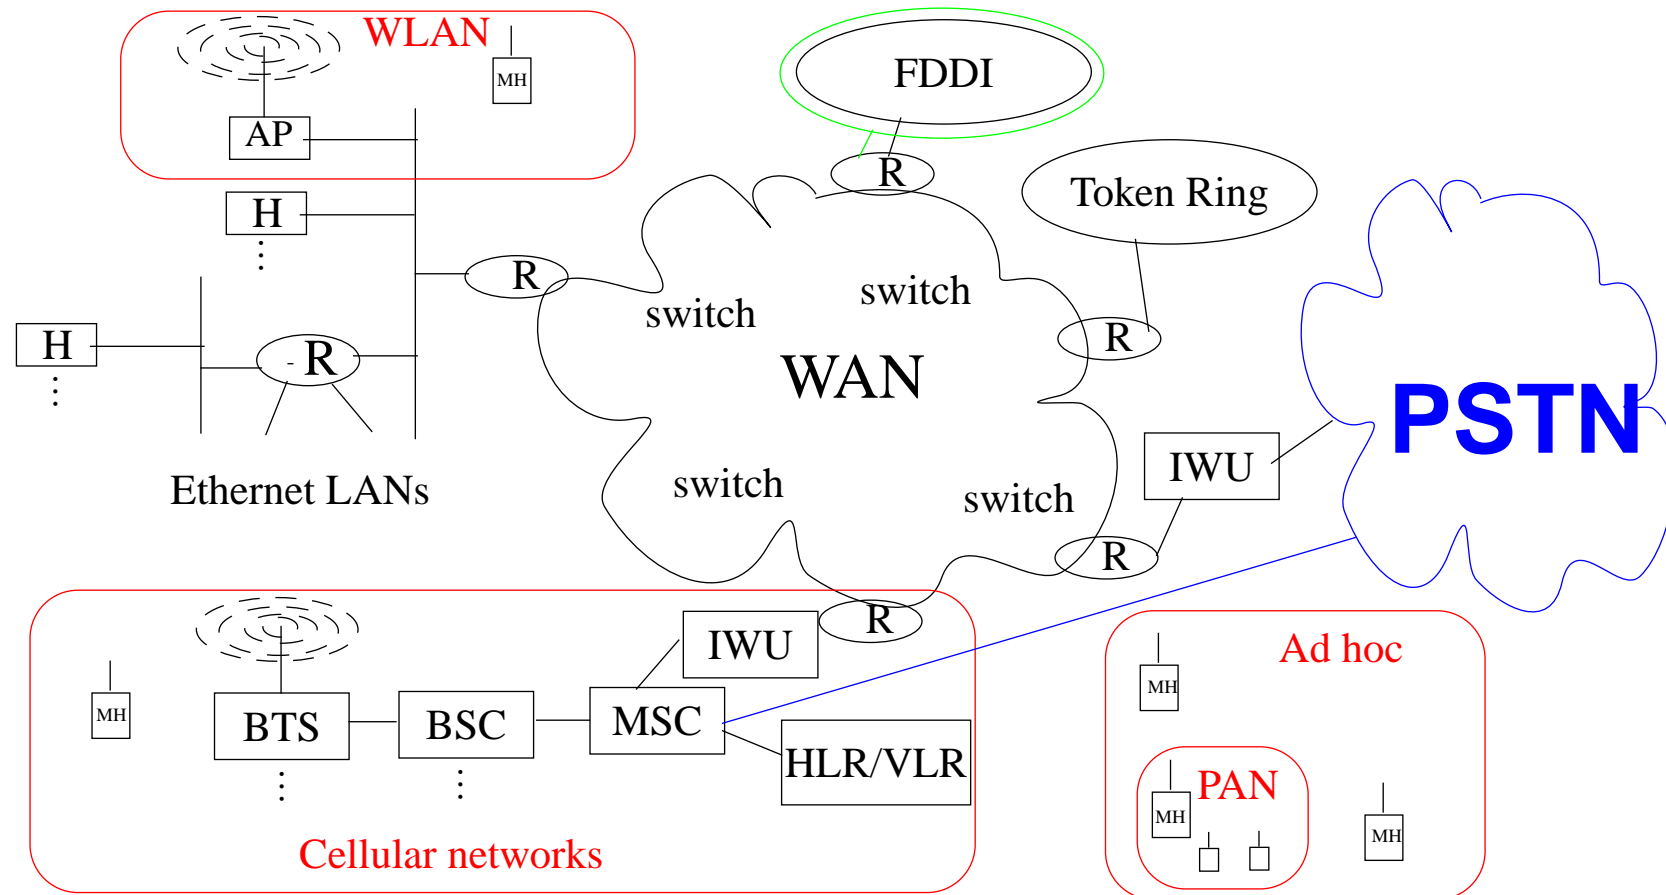 WLAN
MH
FDDI
AP
R
Token Ring
H
⋮
R
switch
switch
H
⋮
- R
R
WAN
PSTN
IWU
Ethernet LANs
switch
switch
R
R
IWU
Ad hoc
MH
MH
BTS
BSC
MSC
HLR/VLR
⋮
⋮
PAN
MH
MH
Cellular networks